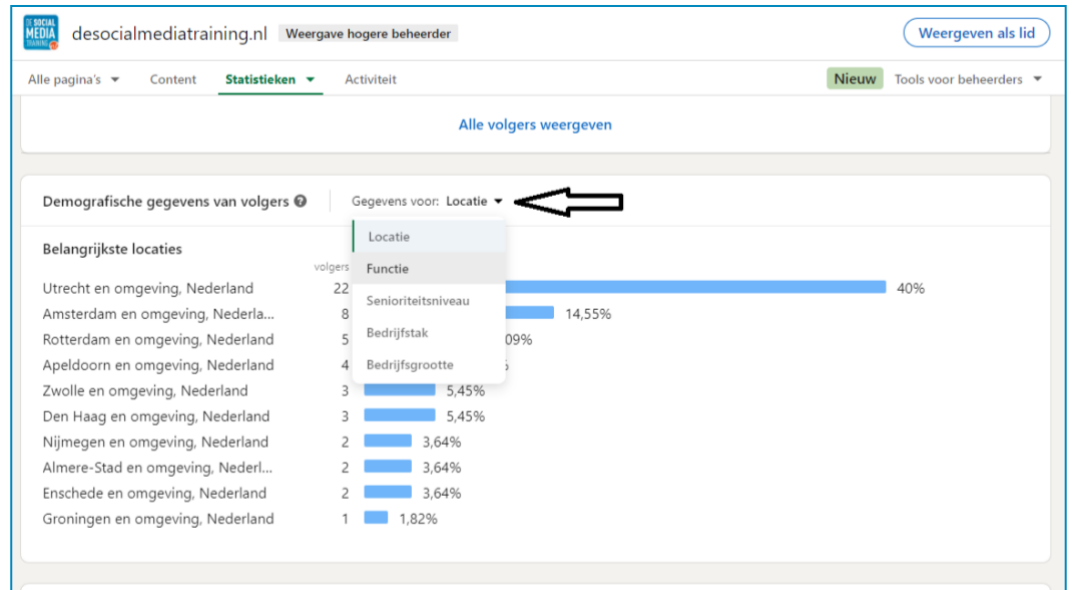 DE SOCIAL
MEDIA
TRAINING
desocialmediatraining.nl Weergave hogere beheerder Weergeven als lid
Alle pagina's Content Statistieken Activiteit Nieuw Tools voor beheerders
Alle volgers weergeven
Demografische gegevens van volgers Gegevens voor: Locatie
Locatie
Belangrijkste locaties
volgers Functie
Utrecht en omgeving, Nederland 22 40%
Senioriteitsniveau
Amsterdam en omgeving, Nederla... 8 14,55%
Rotterdam en omgeving, Nederland 5 Bedrijfstak 09%
Apeldoorn en omgeving, Nederland 4 Bedrijfsgrootte
Zwolle en omgeving, Nederland 3 5,45%
Den Haag en omgeving, Nederland 3 5,45%
Nijmegen en omgeving, Nederland 2 3,64%
Almere-Stad en omgeving, Nederl... 2 3,64%
Enschede en omgeving, Nederland 2 3,64%
Groningen en omgeving, Nederland 1 1,82%